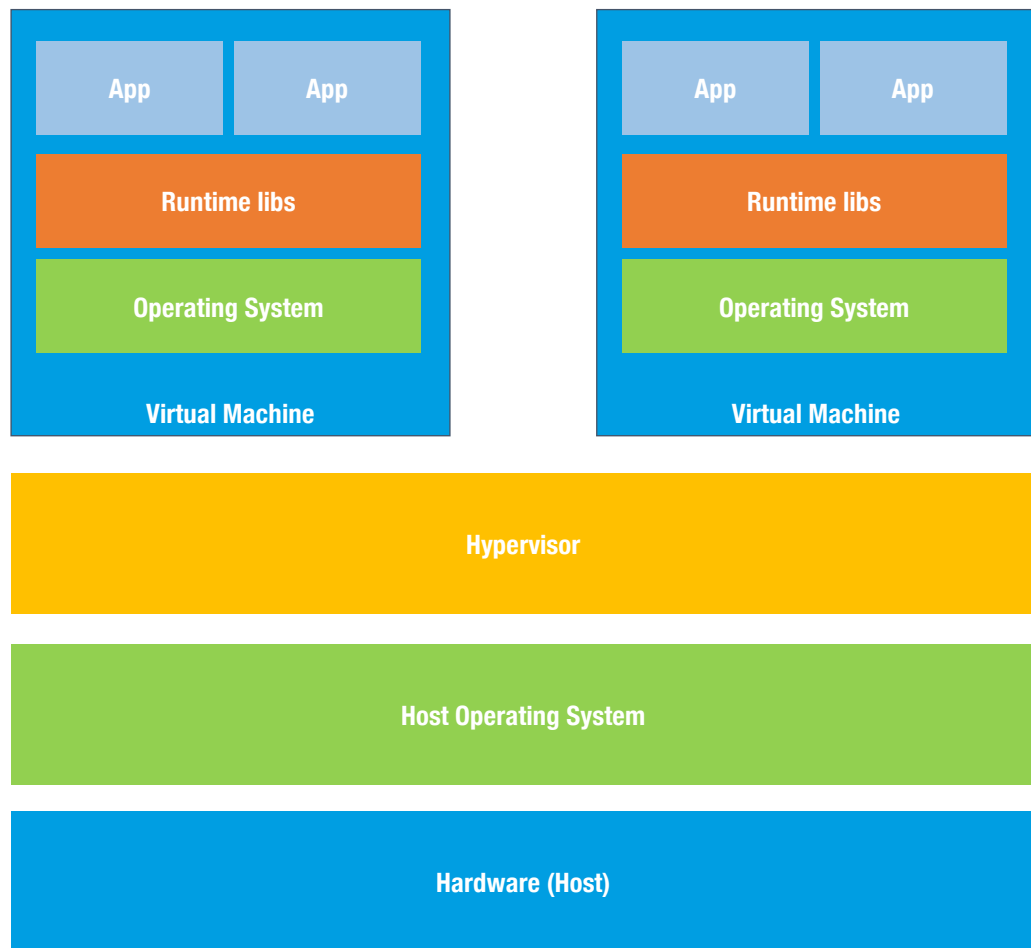 App
App
Runtime libs
Operating System
Virtual Machine
App
App
Runtime libs
Operating System
Virtual Machine
Hypervisor
Host Operating System
Hardware (Host)